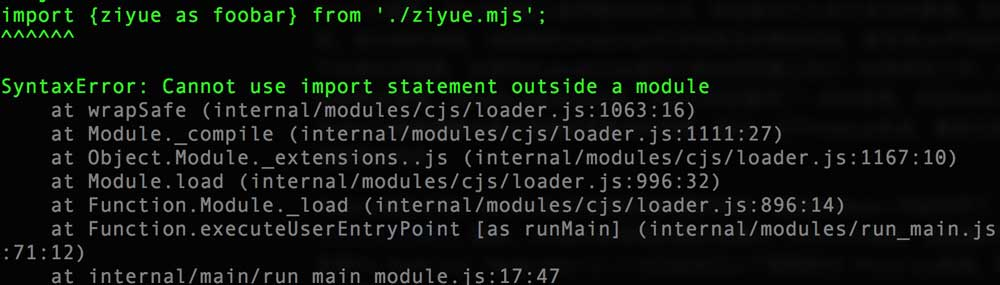 import {ziyue as foobar} from './ziyue.mjs';
^^^^^^
SyntaxError: Cannot use import statement outside a module
    at wrapSafe (internal/modules/cjs/loader.js:1063:16)
    at Module._compile (internal/modules/cjs/loader.js:1111:27)
    at Object.Module._extensions..js (internal/modules/cjs/loader.js:1167:10)
    at Module.load (internal/modules/cjs/loader.js:996:32)
    at Function.Module._load (internal/modules/cjs/loader.js:896:14)
    at Function.executeUserEntryPoint [as runMain] (internal/modules/run_main.js
:71:12)
    at internal/main/run_main_module.js:17:47